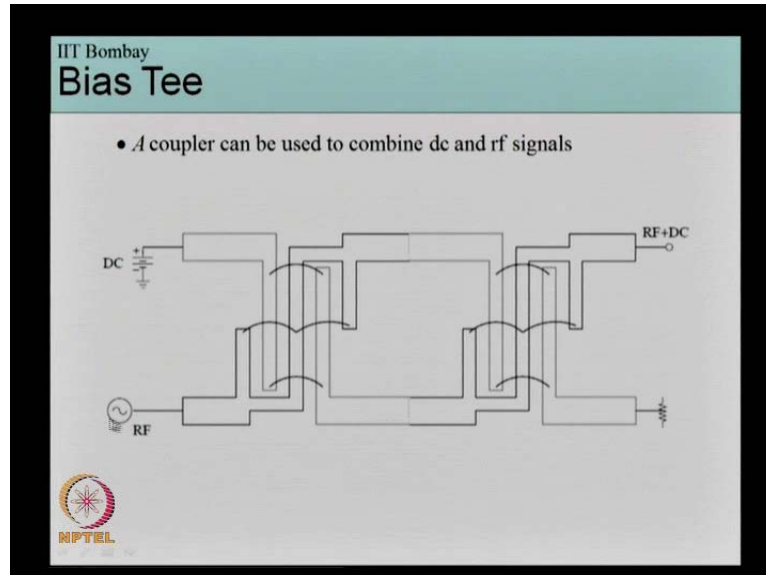 IIT Bombay
Bias Tee
• A coupler can be used to combine dc and rf signals
RF+DC
+
DC
RF
NPTEL